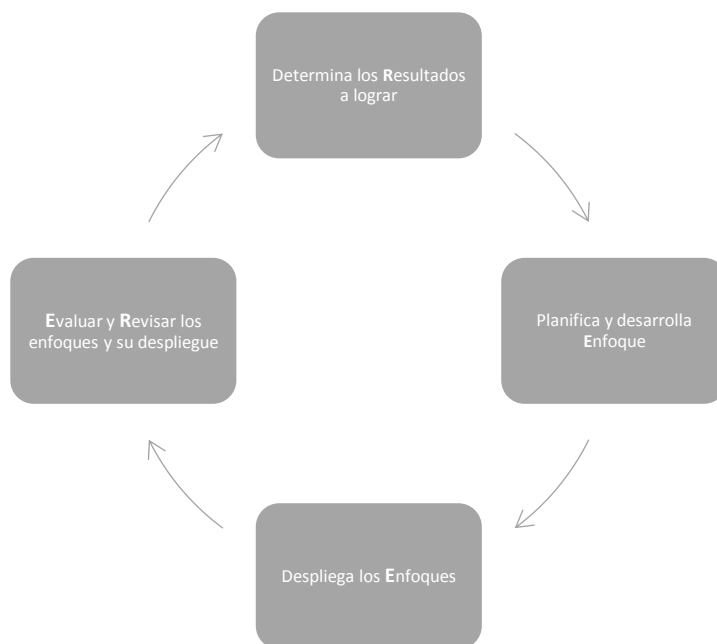 Determina los Resultados
a lograr
Planifica y desarrolla
Enfoque
Despliega los Enfoques
Evaluar y Revisar los
enfoques y su despliegue